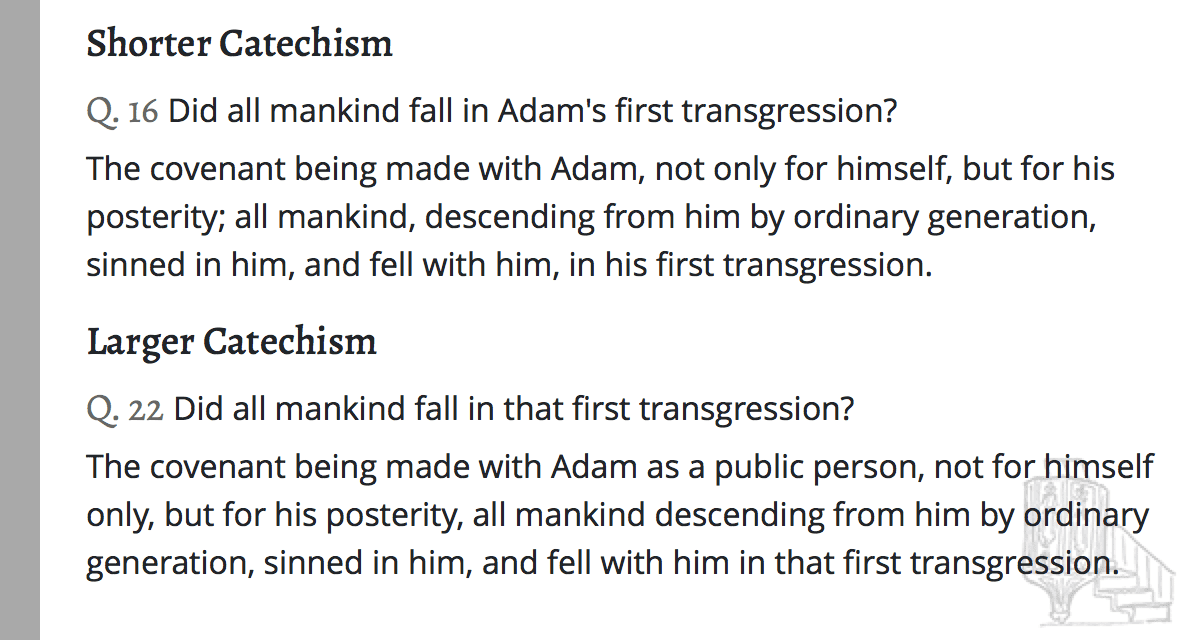 Shorter Catechism
Q. 16 Did all mankind fall in Adam's first transgression?
The covenant being made with Adam, not only for himself, but for his
posterity; all mankind, descending from him by ordinary generation,
sinned in him, and fell with him, in his first transgression.
Larger Catechism
Q. 22 Did all mankind fall in that first transgression?
The covenant being made with Adam as a public person, not for himself
only, but for his posterity, all mankind descending from him by ordinary
generation, sinned in him, and fell with him in that first transgression.